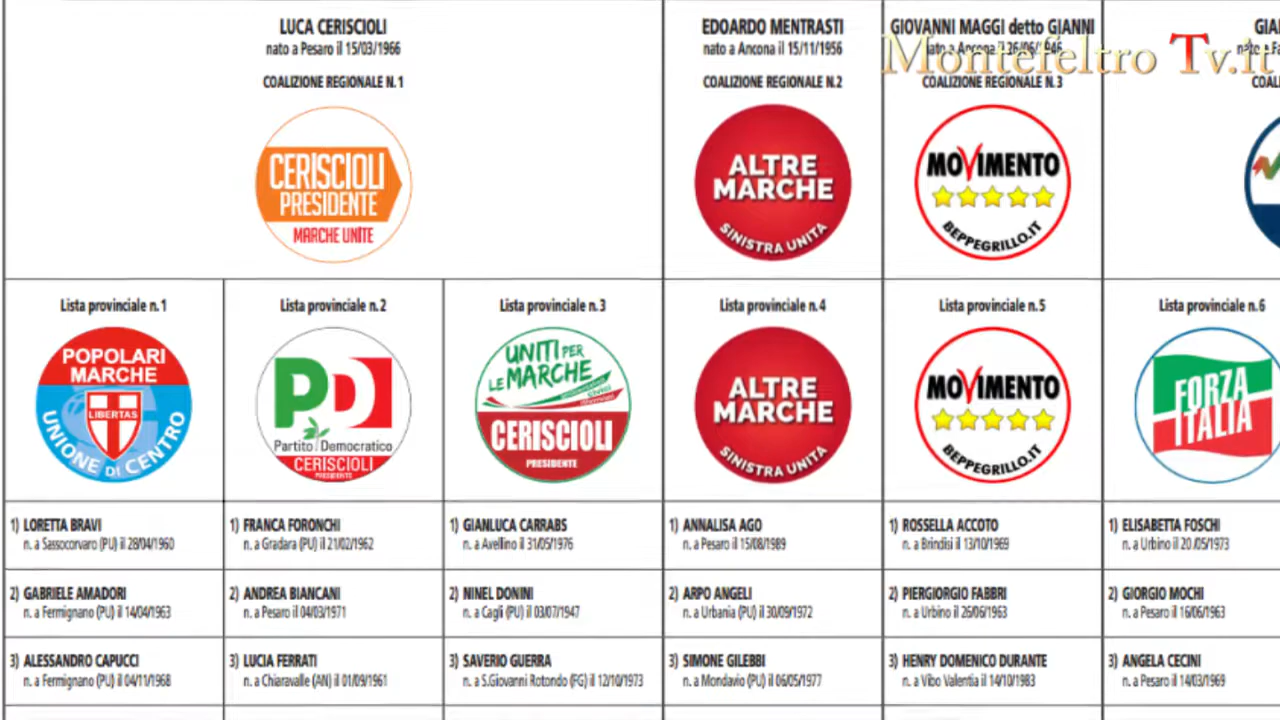 LUCA CERISCIOLI
nato a Pesaro il 15/03/1966
COALIZIONE REGIONALE N. 1
CERISCIOLI
PRESIDENTE
MARCHE UNITE
EDOARDO MENTRASTI
nato a Ancona il 15/11/1956
COALIZIONE REGIONALE N.2
ALTRE
MARCHE
SINISTRA UNITA
GIOVANNI MAGGI detto GIANNI
nato a Ancona il 26/06/1946
COALIZIONE REGIONALE N. 3
MOVIMENTO
BEPPEGRILLO.IT
Montefeltro Tv.it
Lista provinciale n. 1
POPOLARI
MARCHE
LIBERTAS
UNIONE DI CENTRO
Lista provinciale n. 2
PD
Partito Democratico
CERISCIOLI
PRESIDENTE
Lista provinciale n. 3
UNITI PER
LE MARCHE
CERISCIOLI
PRESIDENTE
Lista provinciale n. 4
ALTRE
MARCHE
SINISTRA UNITA
Lista provinciale n. 5
MOVIMENTO
BEPPEGRILLO.IT
Lista provinciale n. 6
FORZA
ITALIA
1) LORETTA BRAVI
n. a Sassocorvaro (PU) il 28/04/1960
1) FRANCA FORONCHI
n. a Gradara (PU) il 21/02/1962
1) GIANLUCA CARRABS
n. a Avellino il 31/05/1976
1) ANNALISA AGO
n. a Pesaro il 15/08/1989
1) ROSSELLA ACCOTO
n. a Brindisi il 13/10/1969
1) ELISABETTA FOSCHI
n. a Urbino il 20./05/1973
2) GABRIELE AMADORI
n. a Fermignano (PU) il 14/04/1963
2) ANDREA BIANCANI
n. a Pesaro il 04/03/1971
2) NINEL DONINI
n. a Cagli (PU) il 03/07/1947
2) ARPO ANGELI
n. a Urbania (PU) il 30/09/1972
2) PIERGIORGIO FABBRI
n. a Urbino il 26/06/1963
2) GIORGIO MOCHI
n. a Pesaro il 16/06/1963
3) ALESSANDRO CAPUCCI
n. a Fermignano (PU) il 04/11/1968
3) LUCIA FERRATI
n. a Chiaravalle (AN) il 01/09/1961
3) SAVERIO GUERRA
n. a S.Giovanni Rotondo (FG) il 12/10/1973
3) SIMONE GILEBBI
n. a Mondavio (PU) il 06/05/1977
3) HENRY DOMENICO DURANTE
n. a Vibo Valentia il 14/10/1983
3) ANGELA CECINI
n. a Pesaro il 14/03/1969